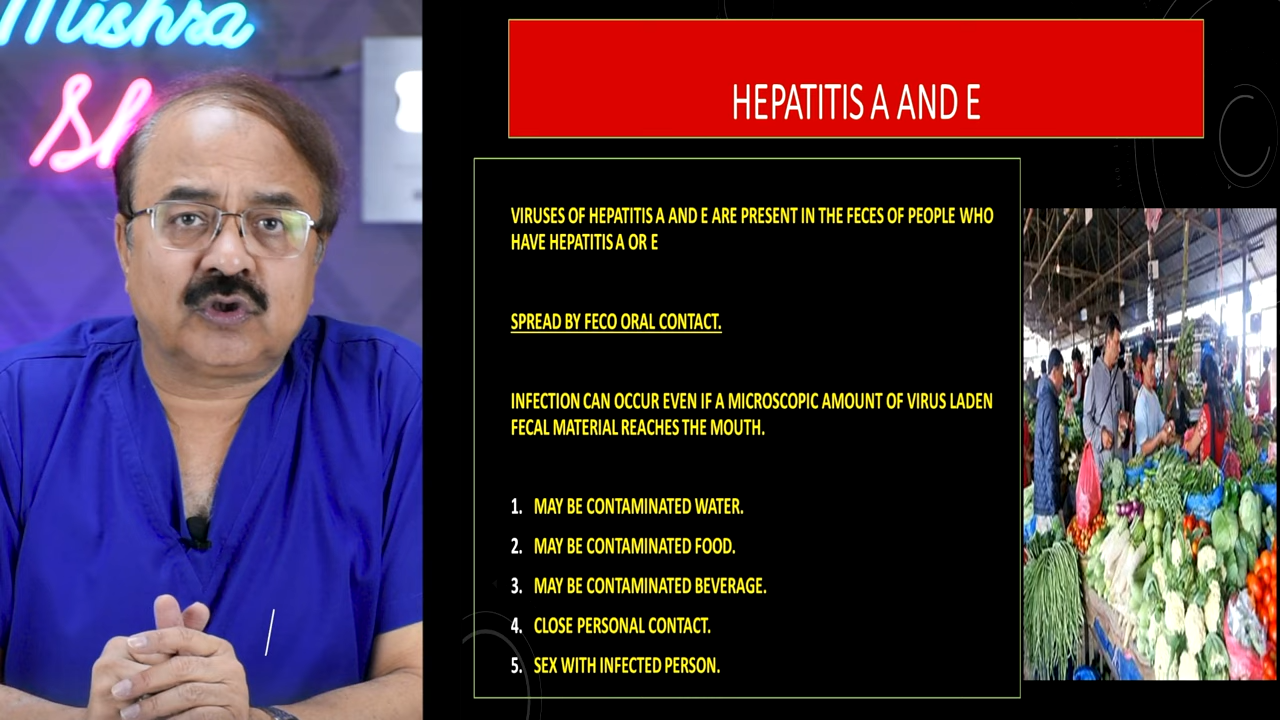 Mishra
HEPATITIS A AND E
VIRUSES OF HEPATITIS A AND E ARE PRESENT IN THE FECES OF PEOPLE WHO
HAVE HEPATITIS A OR E
SPREAD BY FECO ORAL CONTACT.
INFECTION CAN OCCUR EVEN IF A MICROSCOPIC AMOUNT OF VIRUS LADEN
FECAL MATERIAL REACHES THE MOUTH.
1. MAY BE CONTAMINATED WATER.
2. MAY BE CONTAMINATED FOOD.
3. MAY BE CONTAMINATED BEVERAGE.
4. CLOSE PERSONAL CONTACT.
5. SEX WITH INFECTED PERSON.